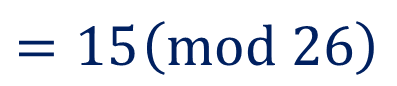 = 15(mod 26)